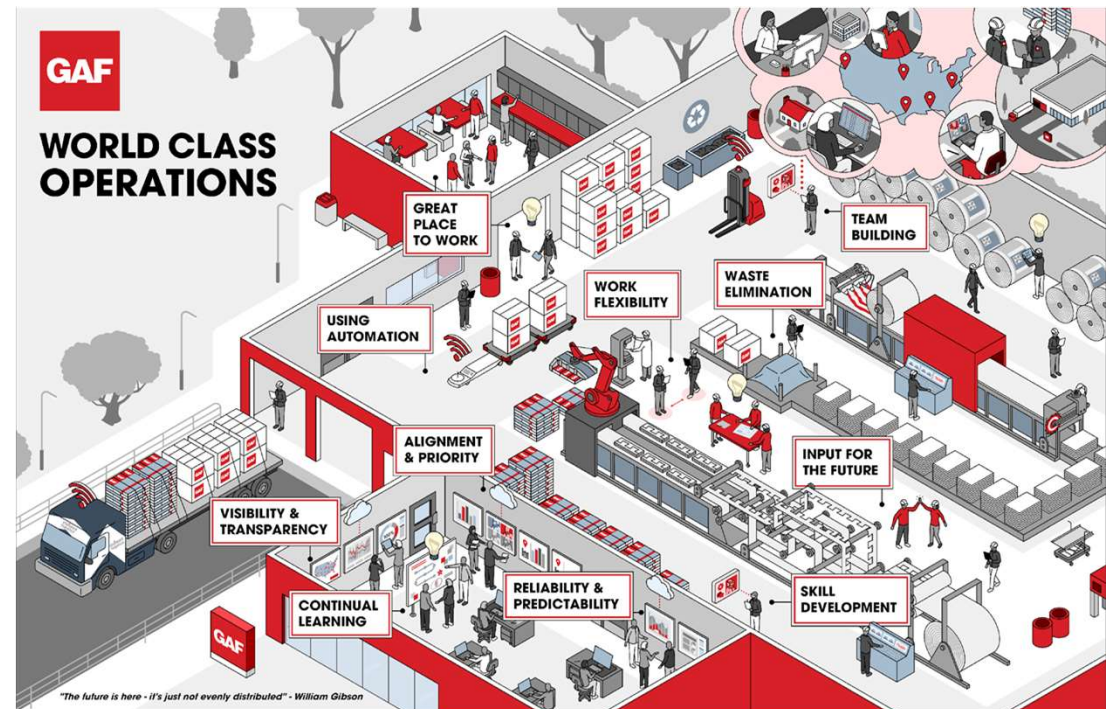 GAF
WORLD CLASS
OPERATIONS
GREAT
PLACE
TO WORK
TEAM
BUILDING
WORK
FLEXIBILITY
WASTE
ELIMINATION
USING
AUTOMATION
ALIGNMENT
& PRIORITY
INPUT FOR
THE FUTURE
VISIBILITY &
TRANSPARENCY
RELIABILITY &
PREDICTABILITY
SKILL
DEVELOPMENT
CONTINUAL
LEARNING
GAF
"The future is here - it's just not evenly distributed" - William Gibson